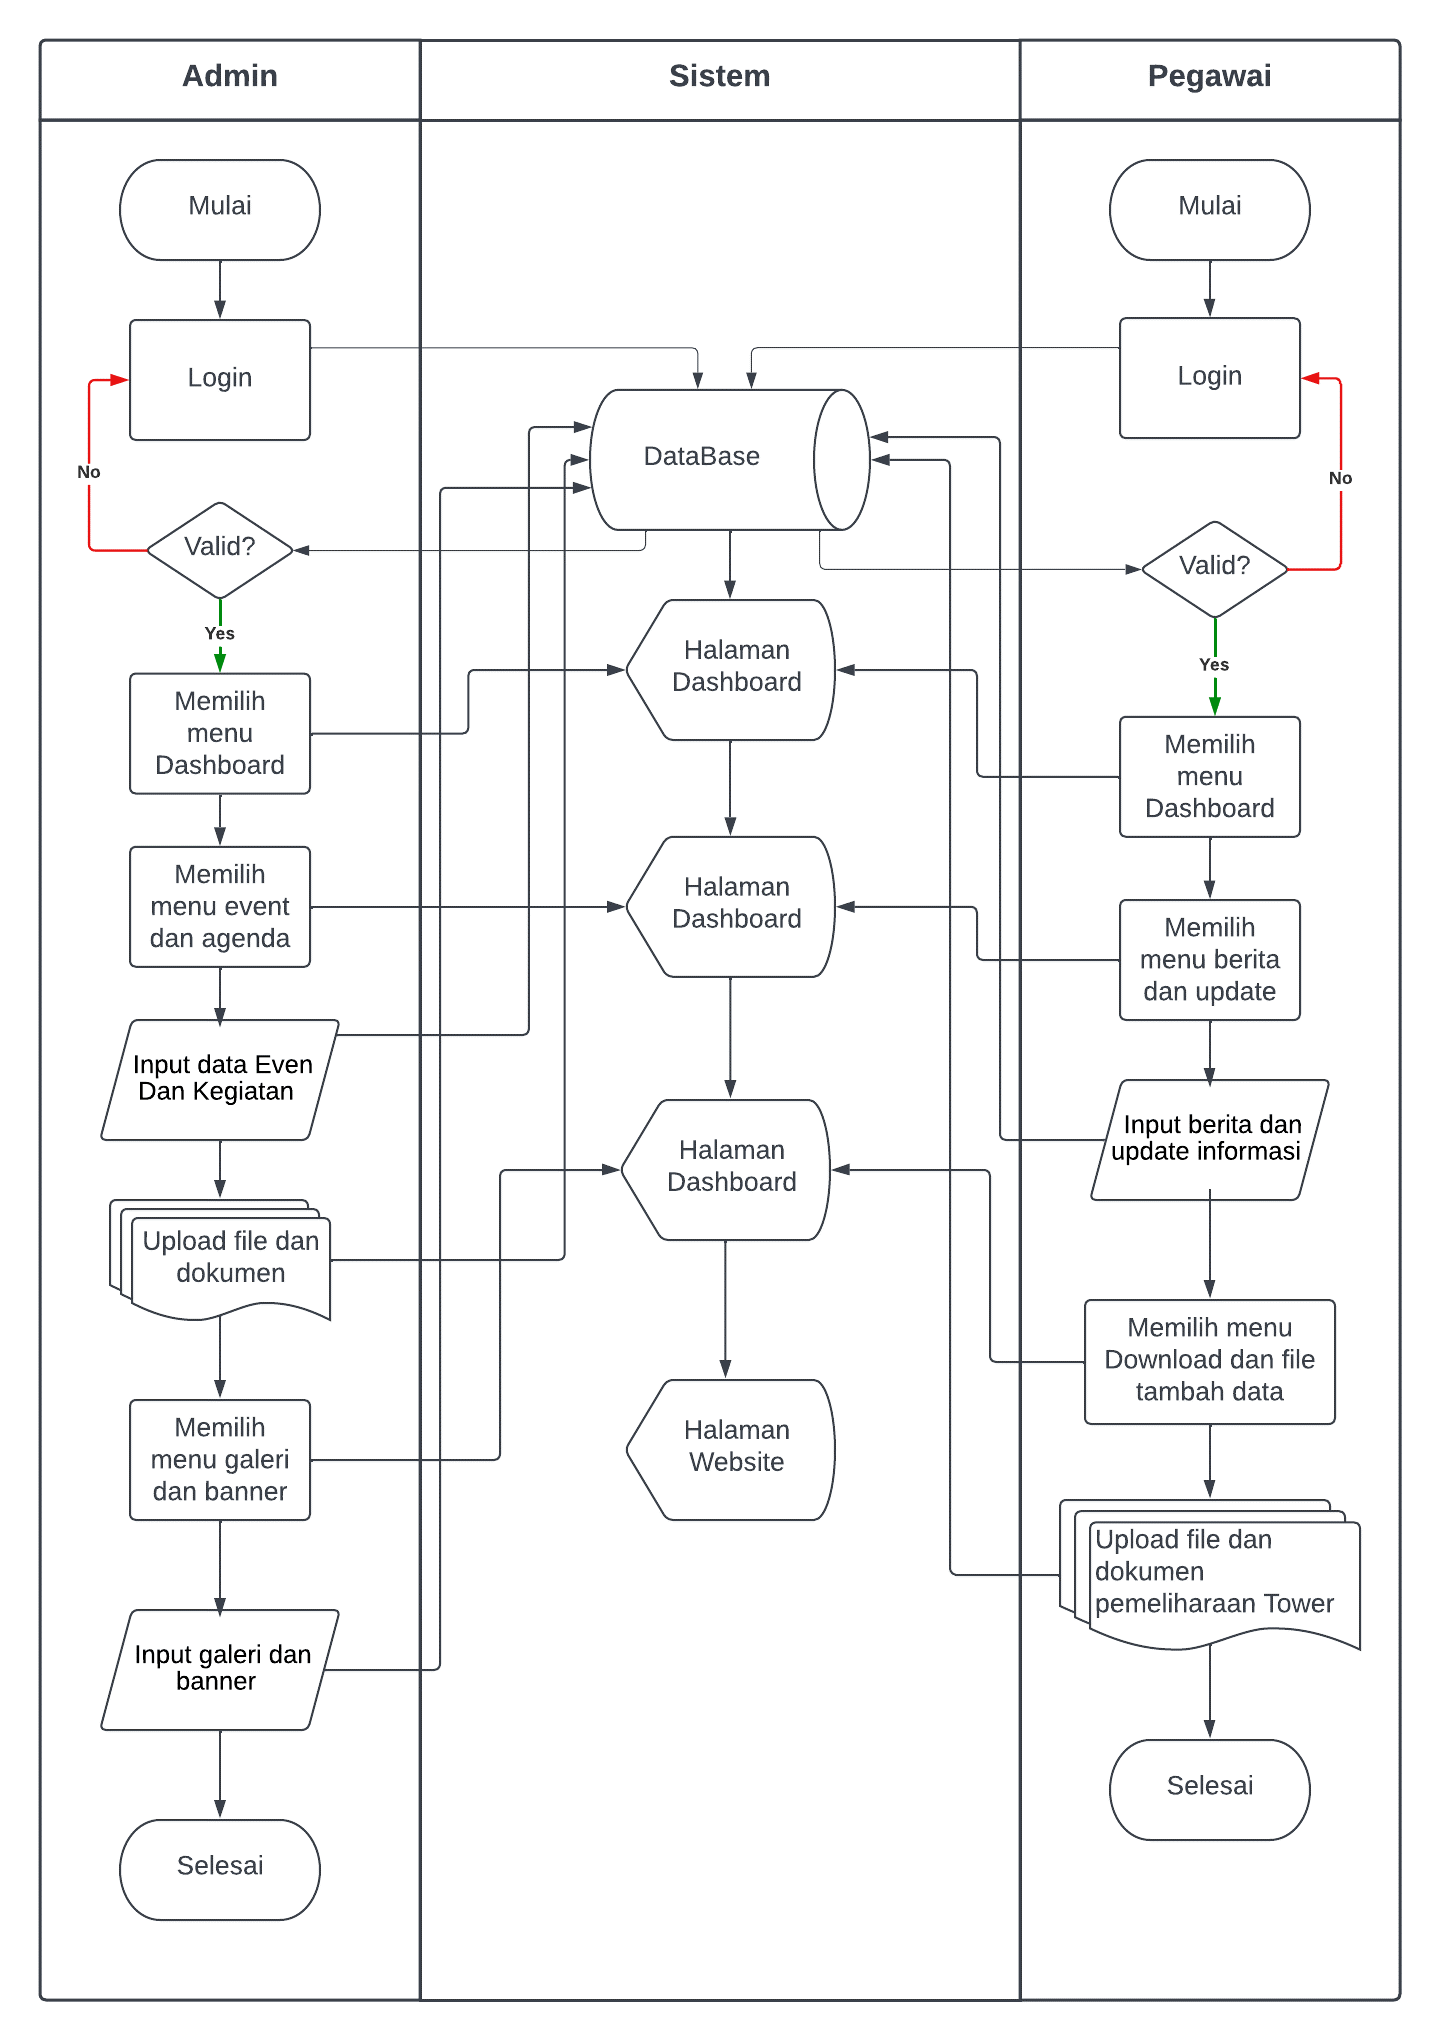 Admin
Sistem
Pegawai
Mulai
Login
No
Valid?
Yes
Memilih
menu
Dashboard
Memilih
menu event
dan agenda
Input data Even
Dan Kegiatan
Upload file dan
dokumen
Memilih
menu galeri
dan banner
Input galeri dan
banner
Selesai
DataBase
Halaman
Dashboard
Halaman
Dashboard
Halaman
Dashboard
Halaman
Website
Mulai
Login
No
Valid?
Yes
Memilih
menu
Dashboard
Memilih
menu berita
dan update
Input berita dan
update informasi
Memilih menu
Download dan file
tambah data
Upload file dan
dokumen
pemeliharaan Tower
Selesai